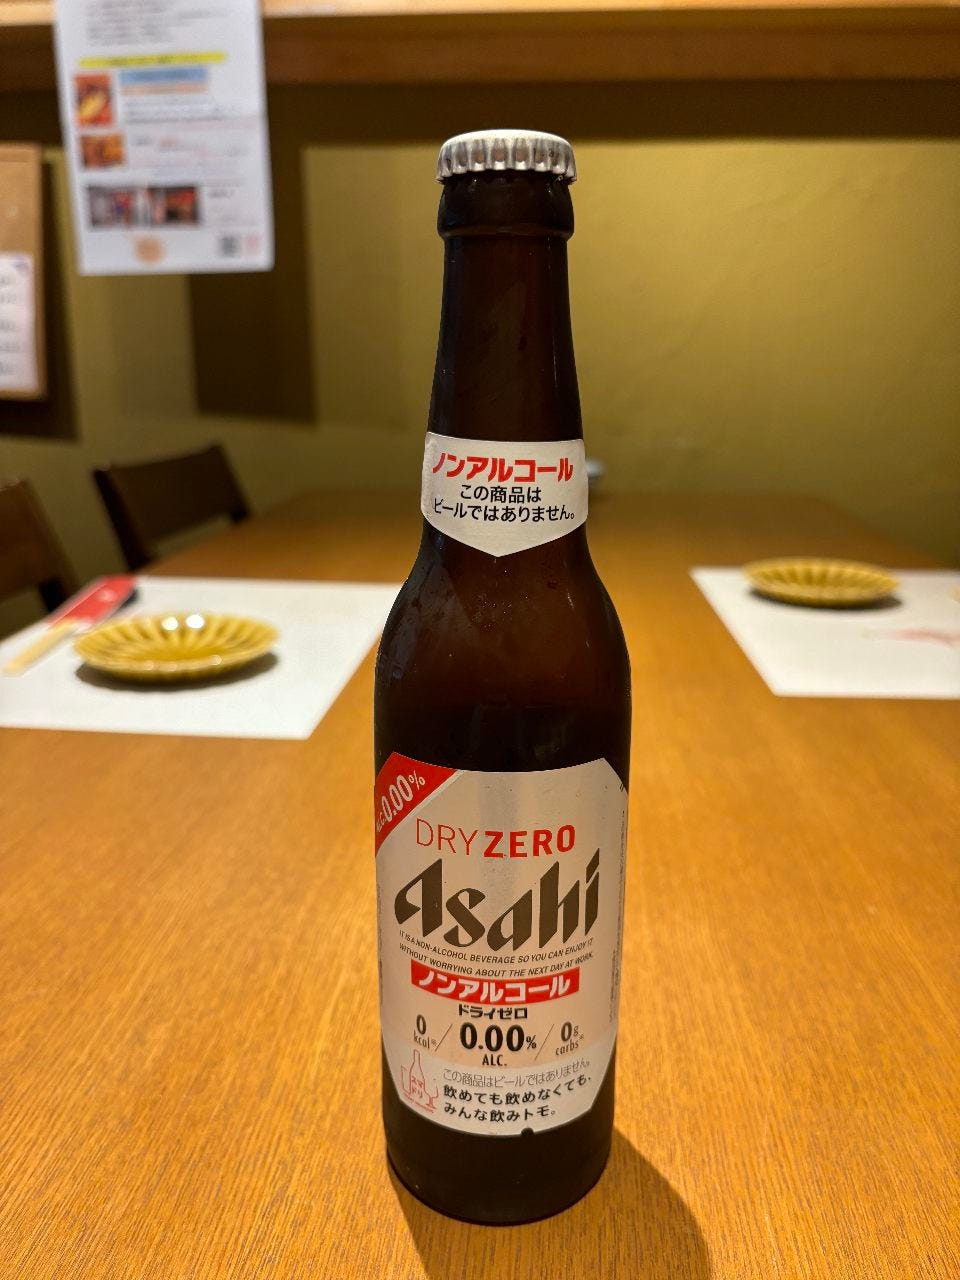 ノンアルコール
この商品は
ビールではありません。
ALC.0.00%
DRY ZERO
Asahi
IT IS A NON-ALCOHOL BEVERAGE SO YOU CAN ENJOY IT
WITHOUT WORRYING ABOUT THE NEXT DAY AT WORK.
ノンアルコール
ドライゼロ
0kcal※/0.00%/0g
ALC. carbs※
スマドリ
この商品はビールではありません。
飲めても飲めなくても、
みんな飲みトモ。